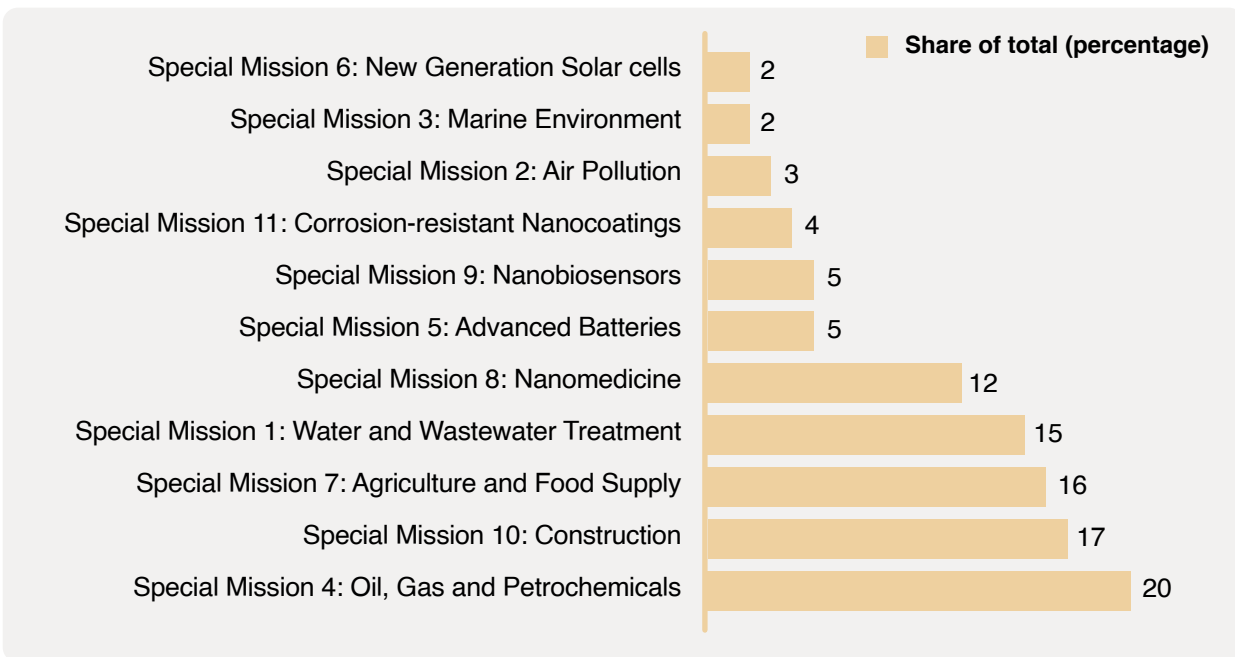 Share of total (percentage)
Special Mission 6: New Generation Solar cells 2
Special Mission 3: Marine Environment 2
Special Mission 2: Air Pollution 3
Special Mission 11: Corrosion-resistant Nanocoatings 4
Special Mission 9: Nanobiosensors 5
Special Mission 5: Advanced Batteries 5
Special Mission 8: Nanomedicine 12
Special Mission 1: Water and Wastewater Treatment 15
Special Mission 7: Agriculture and Food Supply 16
Special Mission 10: Construction 17
Special Mission 4: Oil, Gas and Petrochemicals 20